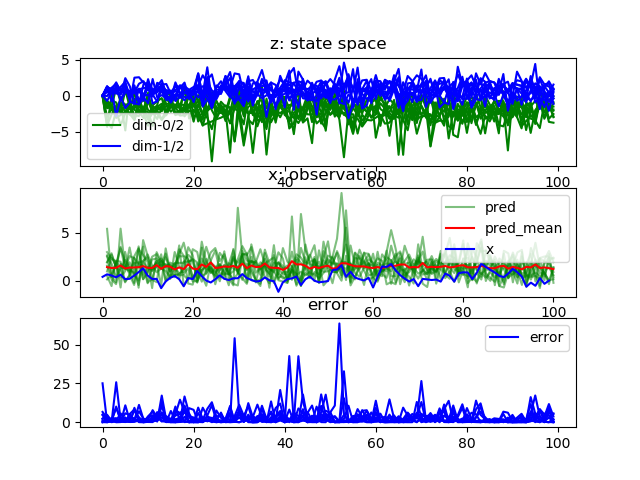 z: state space
5
0
−5
dim-0/2
dim-1/2
0 20 40 60 80 100
x: observation
5
0
pred
pred_mean
x
0 20 40 60 80 100
error
50
25
0
error
0 20 40 60 80 100